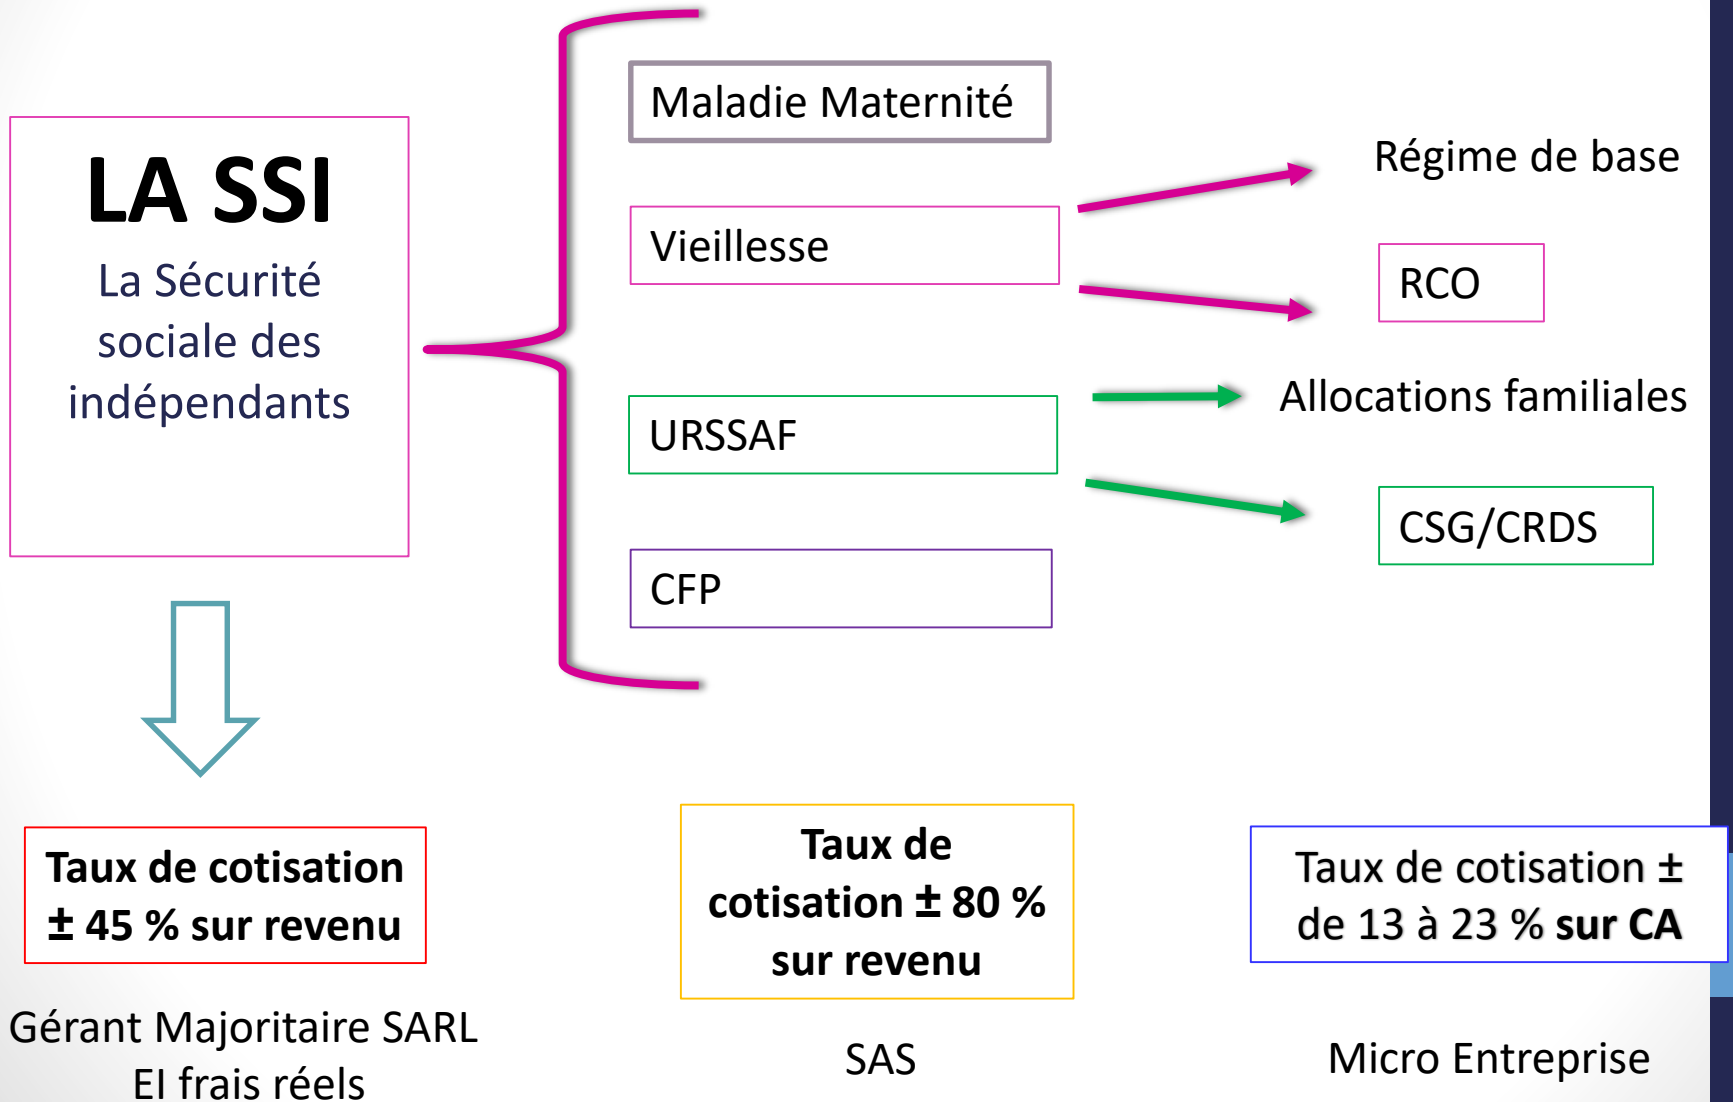 LA SSI
La Sécurité
sociale des
indépendants
Maladie Maternité
Vieillesse
URSSAF
CFP
Régime de base
RCO
Allocations familiales
CSG/CRDS
Taux de cotisation
± 45 % sur revenu
Gérant Majoritaire SARL
EI frais réels
Taux de
cotisation ± 80 %
sur revenu
SAS
Taux de cotisation ±
de 13 à 23 % sur CA
Micro Entreprise